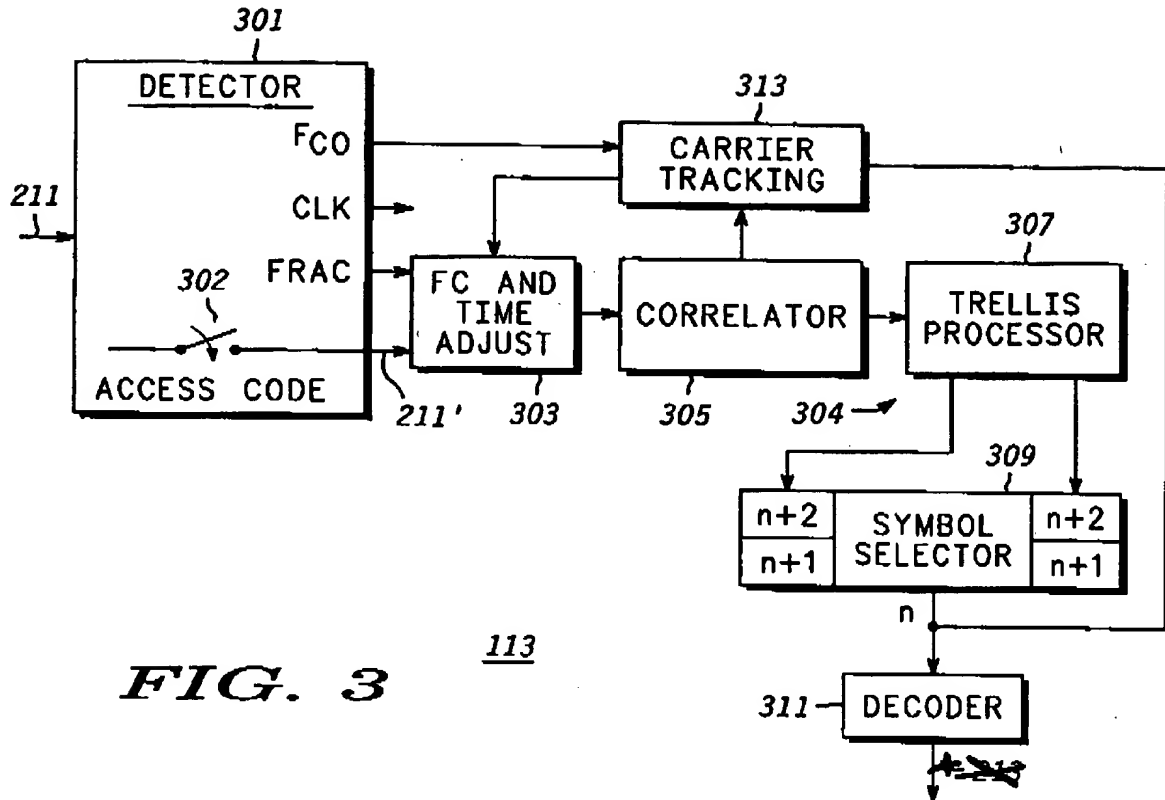 301
DETECTOR
FCO
CLK
FRAC
211
302
ACCESS CODE
211'
313
CARRIER
TRACKING
FC AND
TIME
ADJUST
303
CORRELATOR
305
307
TRELLIS
PROCESSOR
304
309
n+2
n+1
SYMBOL
SELECTOR
n+2
n+1
n
113
FIG. 3
311
DECODER